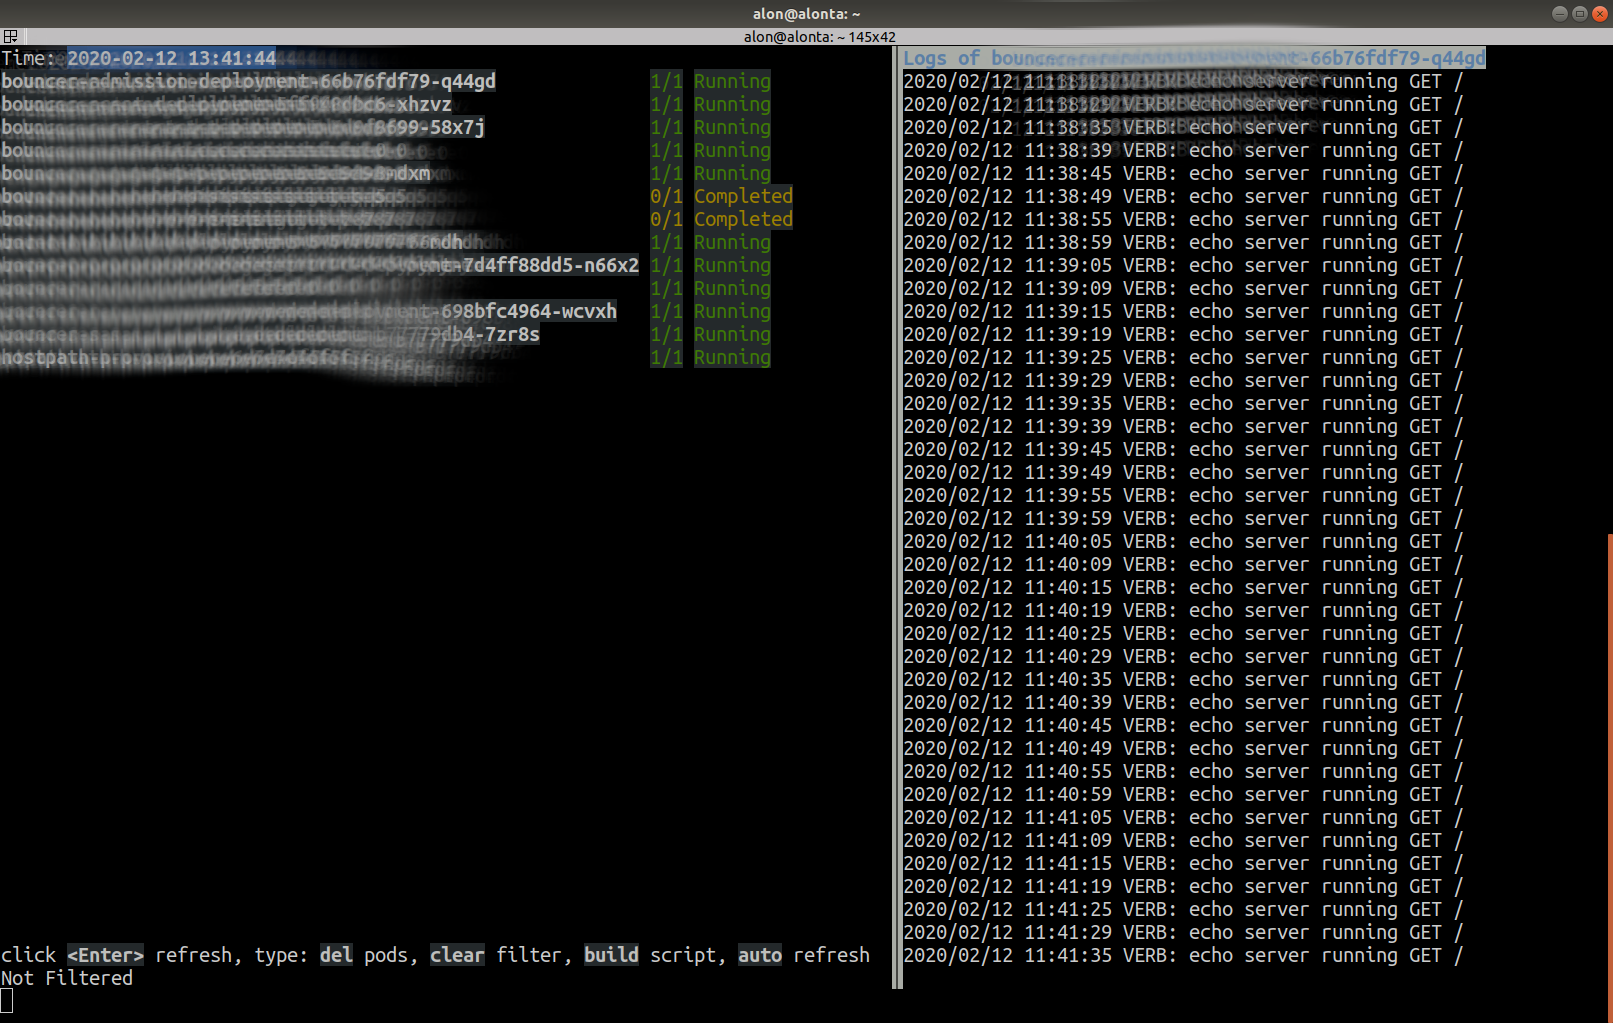 alon@alonta: ~
alon@alonta: ~ 145x42
Time: 2020-02-12 13:41:44
bouncer-admission-deployment-66b76fdf79-q44gd 1/1 Running
-xhzvz 1/1 Running
-58x7j 1/1 Running
1/1 Running
1/1 Running
0/1 Completed
0/1 Completed
1/1 Running
-7d4ff88dd5-n66x2 1/1 Running
1/1 Running
-698bfc4964-wcvxh 1/1 Running
-7zr8s 1/1 Running
1/1 Running
click <Enter> refresh, type: del pods, clear filter, build script, auto refresh
Not Filtered
Logs of -66b76fdf79-q44gd
2020/02/12 11:38:25 VERB: echo server running GET /
2020/02/12 11:38:29 VERB: echo server running GET /
2020/02/12 11:38:35 VERB: echo server running GET /
2020/02/12 11:38:39 VERB: echo server running GET /
2020/02/12 11:38:45 VERB: echo server running GET /
2020/02/12 11:38:49 VERB: echo server running GET /
2020/02/12 11:38:55 VERB: echo server running GET /
2020/02/12 11:38:59 VERB: echo server running GET /
2020/02/12 11:39:05 VERB: echo server running GET /
2020/02/12 11:39:09 VERB: echo server running GET /
2020/02/12 11:39:15 VERB: echo server running GET /
2020/02/12 11:39:19 VERB: echo server running GET /
2020/02/12 11:39:25 VERB: echo server running GET /
2020/02/12 11:39:29 VERB: echo server running GET /
2020/02/12 11:39:35 VERB: echo server running GET /
2020/02/12 11:39:39 VERB: echo server running GET /
2020/02/12 11:39:45 VERB: echo server running GET /
2020/02/12 11:39:49 VERB: echo server running GET /
2020/02/12 11:39:55 VERB: echo server running GET /
2020/02/12 11:39:59 VERB: echo server running GET /
2020/02/12 11:40:05 VERB: echo server running GET /
2020/02/12 11:40:09 VERB: echo server running GET /
2020/02/12 11:40:15 VERB: echo server running GET /
2020/02/12 11:40:19 VERB: echo server running GET /
2020/02/12 11:40:25 VERB: echo server running GET /
2020/02/12 11:40:29 VERB: echo server running GET /
2020/02/12 11:40:35 VERB: echo server running GET /
2020/02/12 11:40:39 VERB: echo server running GET /
2020/02/12 11:40:45 VERB: echo server running GET /
2020/02/12 11:40:49 VERB: echo server running GET /
2020/02/12 11:40:55 VERB: echo server running GET /
2020/02/12 11:40:59 VERB: echo server running GET /
2020/02/12 11:41:05 VERB: echo server running GET /
2020/02/12 11:41:09 VERB: echo server running GET /
2020/02/12 11:41:15 VERB: echo server running GET /
2020/02/12 11:41:19 VERB: echo server running GET /
2020/02/12 11:41:25 VERB: echo server running GET /
2020/02/12 11:41:29 VERB: echo server running GET /
2020/02/12 11:41:35 VERB: echo server running GET /